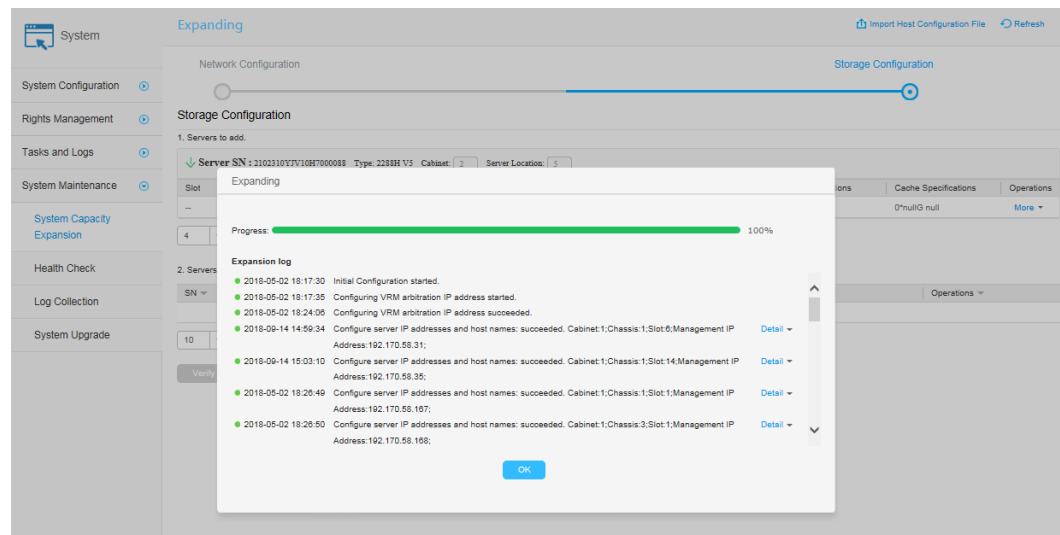 System
Expanding
Import Host Configuration File
Refresh
Network Configuration
Storage Configuration
System Configuration
Rights Management
Tasks and Logs
System Maintenance
System Capacity
Expansion
Health Check
Log Collection
System Upgrade
Storage Configuration
1. Servers to add.
Server SN : 2102310YJV10H7000088 Type: 2288H V5 Cabinet: 2 Server Location: 5
Slot
Cache Specifications
Operations
--
0*nullG null
More
4
2. Servers
SN
Operations
10
Verify
Expanding
Progress:
100%
Expansion log
2018-05-02 18:17:30 Initial Configuration started.
2018-05-02 18:17:35 Configuring VRM arbitration IP address started.
2018-05-02 18:24:06 Configuring VRM arbitration IP address succeeded.
2018-09-14 14:59:34 Configure server IP addresses and host names: succeeded. Cabinet:1;Chassis:1;Slot:6;Management IP Detail
Address:192.170.58.31;
2018-09-14 15:03:10 Configure server IP addresses and host names: succeeded. Cabinet:1;Chassis:1;Slot:14;Management IP Detail
Address:192.170.58.35;
2018-05-02 18:26:49 Configure server IP addresses and host names: succeeded. Cabinet:1;Chassis:1;Slot:1;Management IP Detail
Address:192.170.58.167;
2018-05-02 18:26:50 Configure server IP addresses and host names: succeeded. Cabinet:1;Chassis:3;Slot:1;Management IP Detail
Address:192.170.58.168;
OK